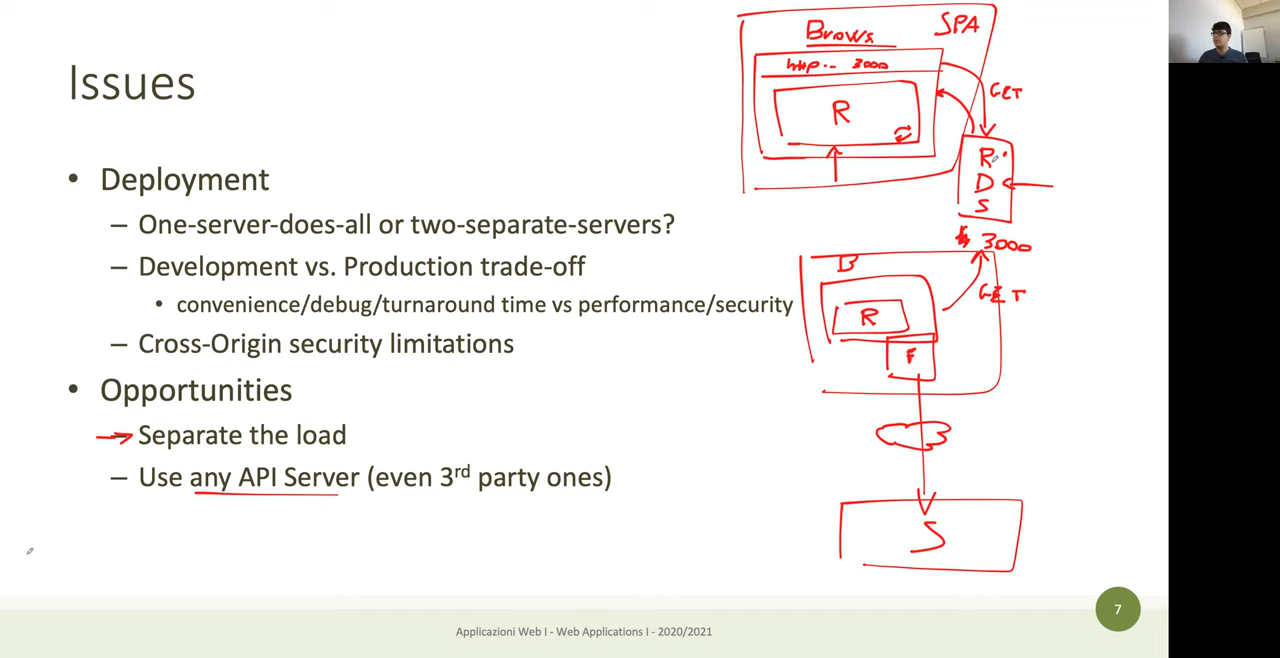 Issues
• Deployment
– One-server-does-all or two-separate-servers?
– Development vs. Production trade-off
• convenience/debug/turnaround time vs performance/security
– Cross-Origin security limitations
• Opportunities
– Separate the load
– Use any API Server (even 3rd party ones)
Brows
SPA
http... 3000
R
GET
R
D
S
3000
B
GET
R
F
S
7
Applicazioni Web I - Web Applications I - 2020/2021